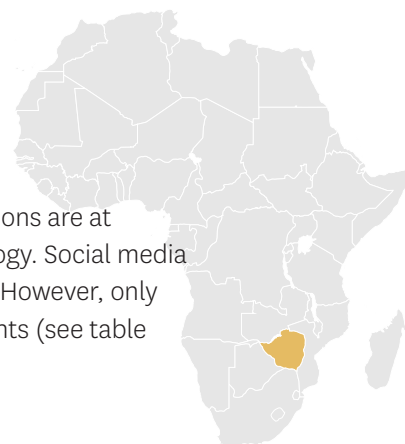 ons are at
ogy. Social media
However, only
nts (see table